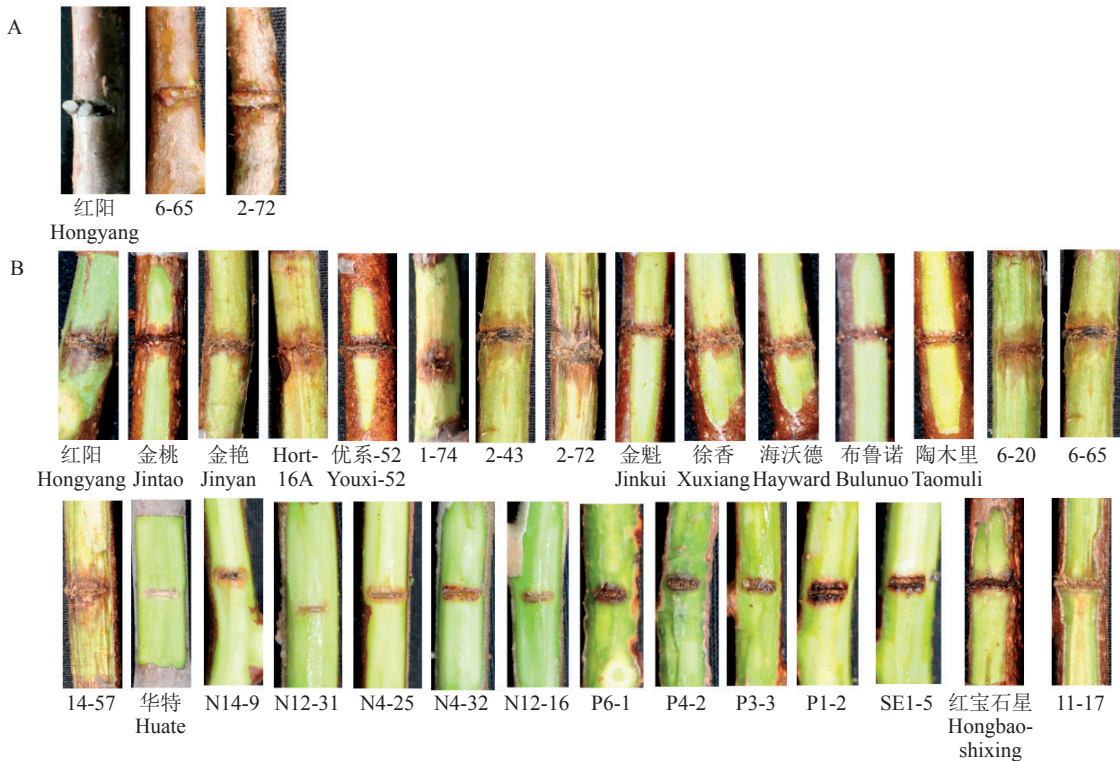 A
红阳 6-65 2-72
Hongyang
B
红阳 金桃 金艳 Hort- 优系-52 1-74 2-43 2-72 金魁 徐香 海沃德 布鲁诺 陶木里 6-20 6-65
Hongyang Jintao Jinyan 16A Youxi-52 Jinkui Xuxiang Hayward Bulunuo Taomuli
14-57 华特 N14-9 N12-31 N4-25 N4-32 N12-16 P6-1 P4-2 P3-3 P1-2 SE1-5 红宝石星 11-17
Huate Hongbao-
shixing